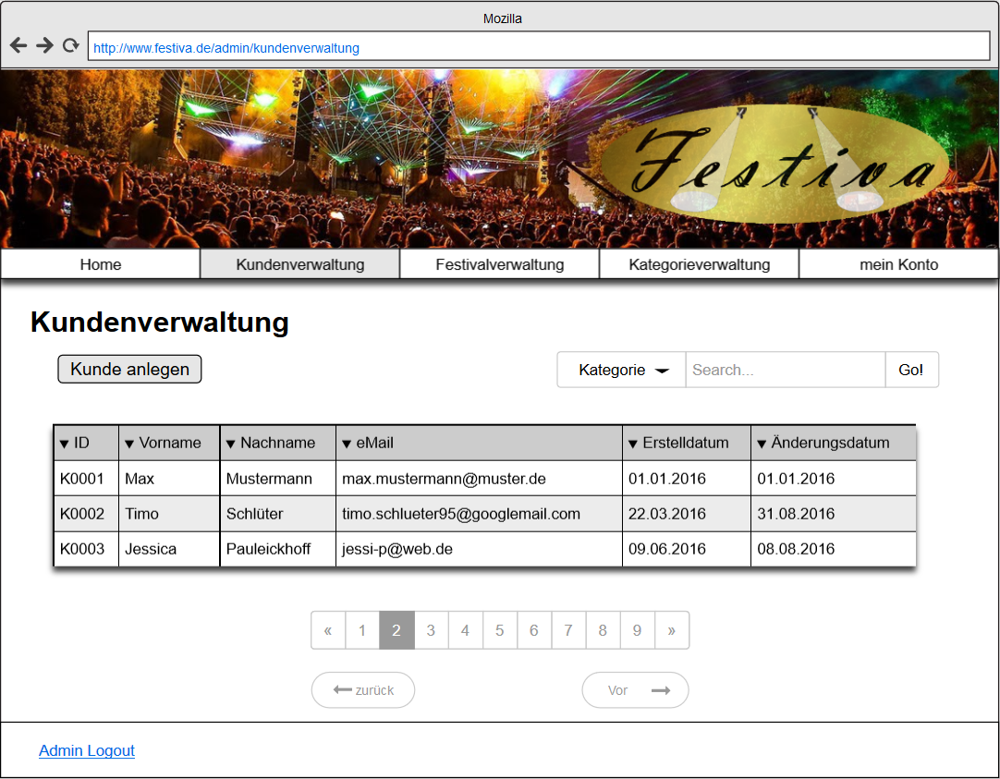 Mozilla
http://www.festiva.de/admin/kundenverwaltung
Festiva
Home Kundenverwaltung Festivalverwaltung Kategorieverwaltung mein Konto
Kundenverwaltung
Kunde anlegen Kategorie Search... Go!
ID Vorname Nachname eMail Erstelldatum Änderungsdatum
K0001 Max Mustermann max.mustermann@muster.de 01.01.2016 01.01.2016
K0002 Timo Schlüter timo.schlueter95@googlemail.com 22.03.2016 31.08.2016
K0003 Jessica Pauleickhoff jessi-p@web.de 09.06.2016 08.08.2016
« 1 2 3 4 5 6 7 8 9 »
zurück Vor
Admin Logout